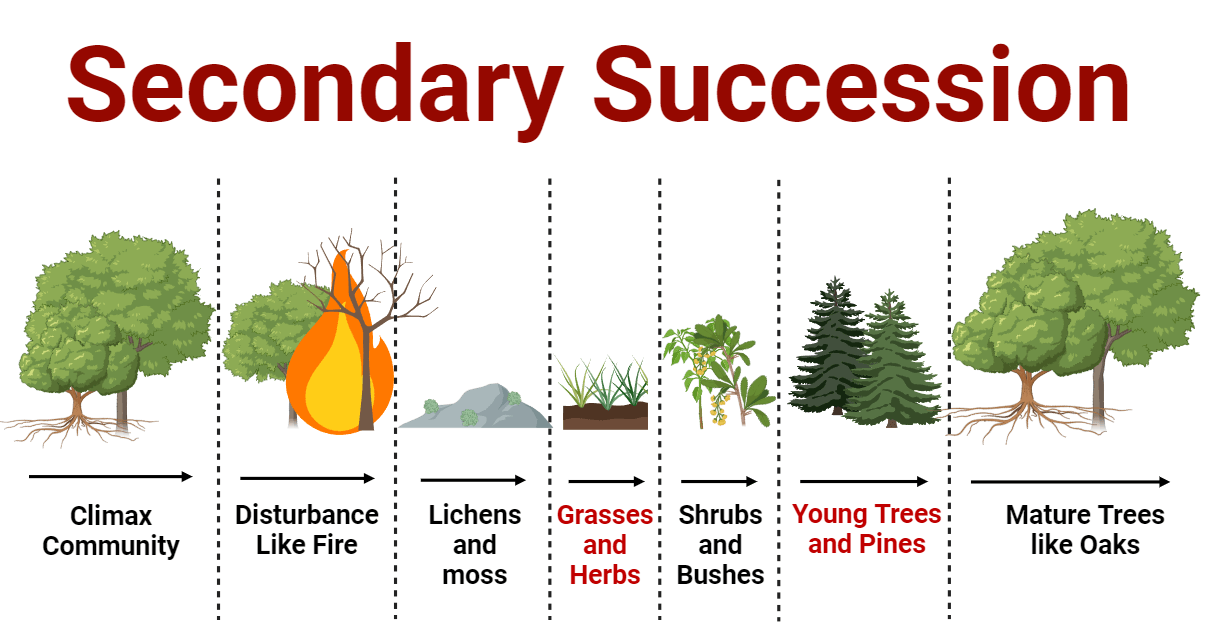 Secondary Succession
Climax
Community
Disturbance
Like Fire
Lichens
and
moss
Grasses
and
Herbs
Shrubs
and
Bushes
Young Trees
and Pines
Mature Trees
like Oaks